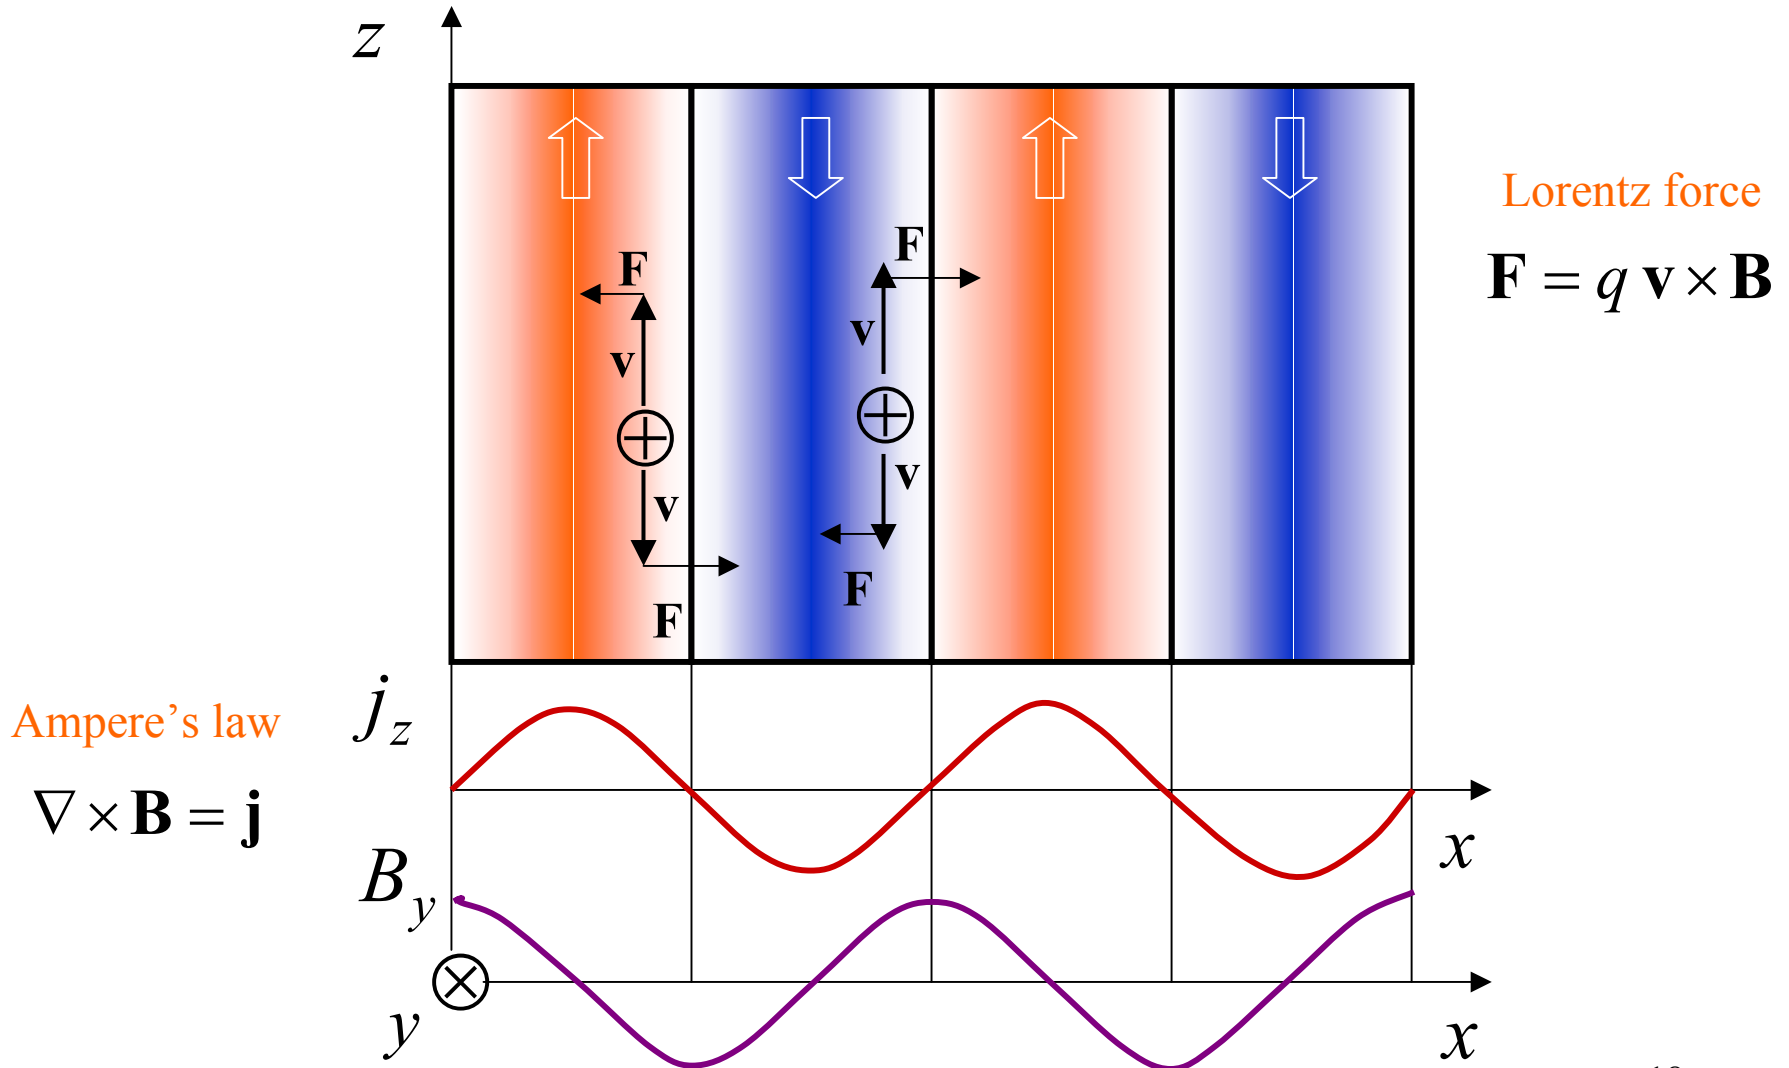 z
Lorentz force
F = q v × B
F
F
v
v
v
v
F
F
j_z
Ampere's law
∇ × B = j
x
B_y
y
x